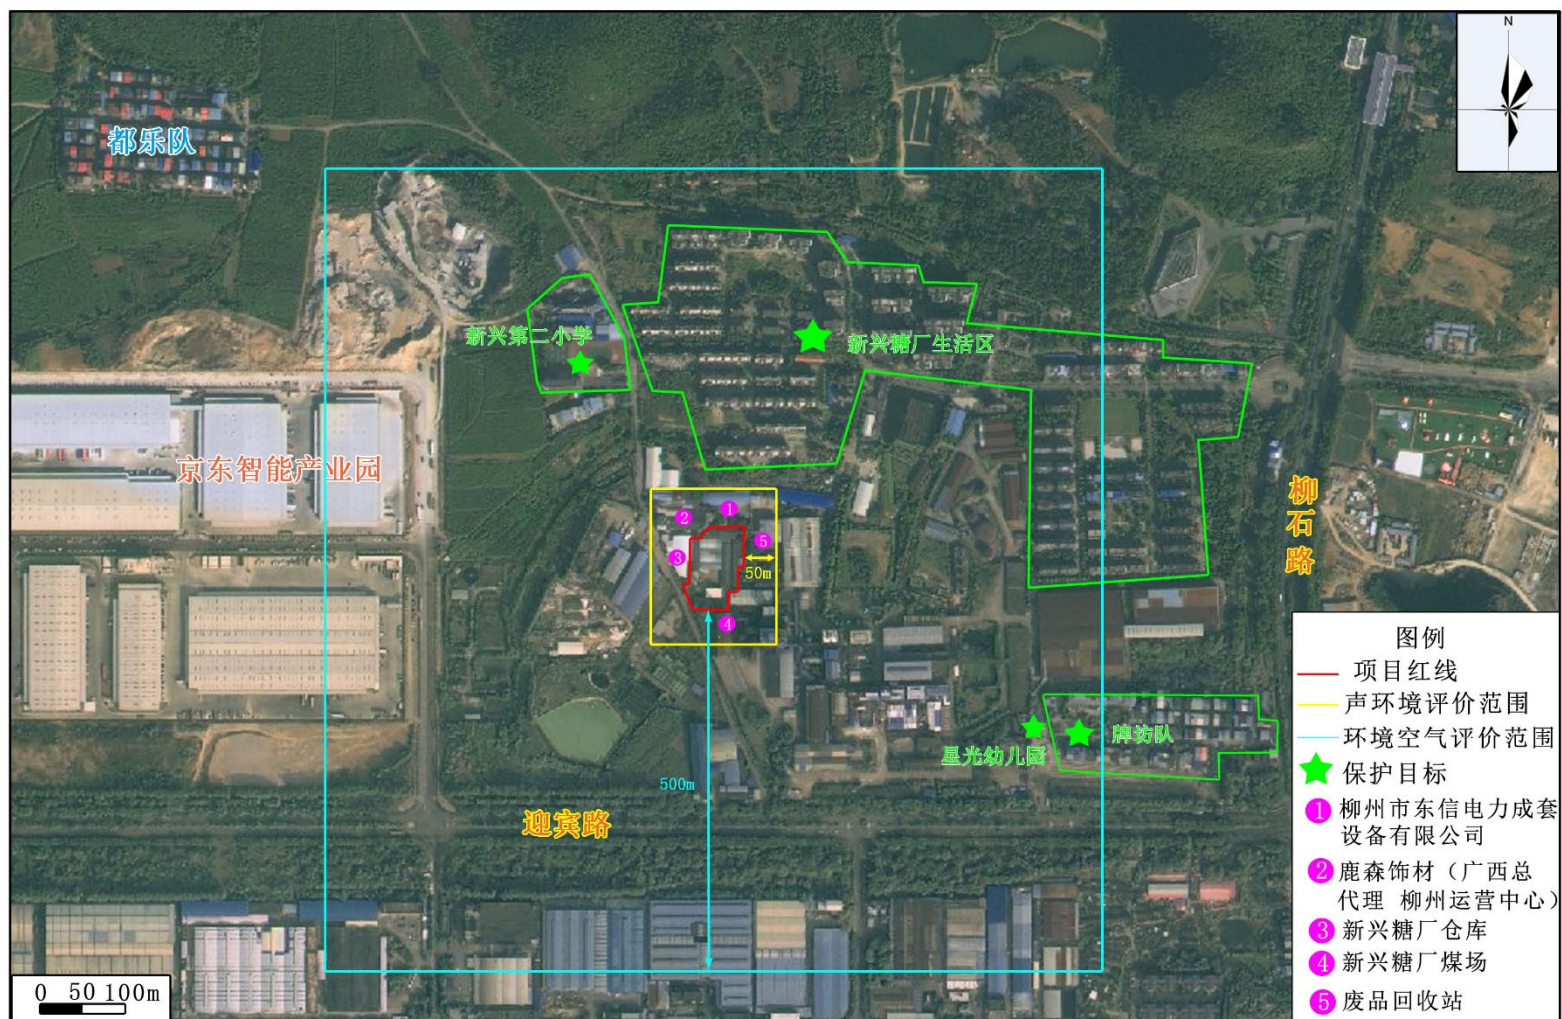 N
都乐队
新兴第二小学
新兴糖厂生活区
京东智能产业园
柳
石
路
1
2
3
5
50m
4
星光幼儿园
牌坊队
500m
迎宾路
0 50 100m
图例
项目红线
声环境评价范围
环境空气评价范围
保护目标
1 柳州市东信电力成套
设备有限公司
2 鹿森饰材（广西总
代理 柳州运营中心）
3 新兴糖厂仓库
4 新兴糖厂煤场
5 废品回收站